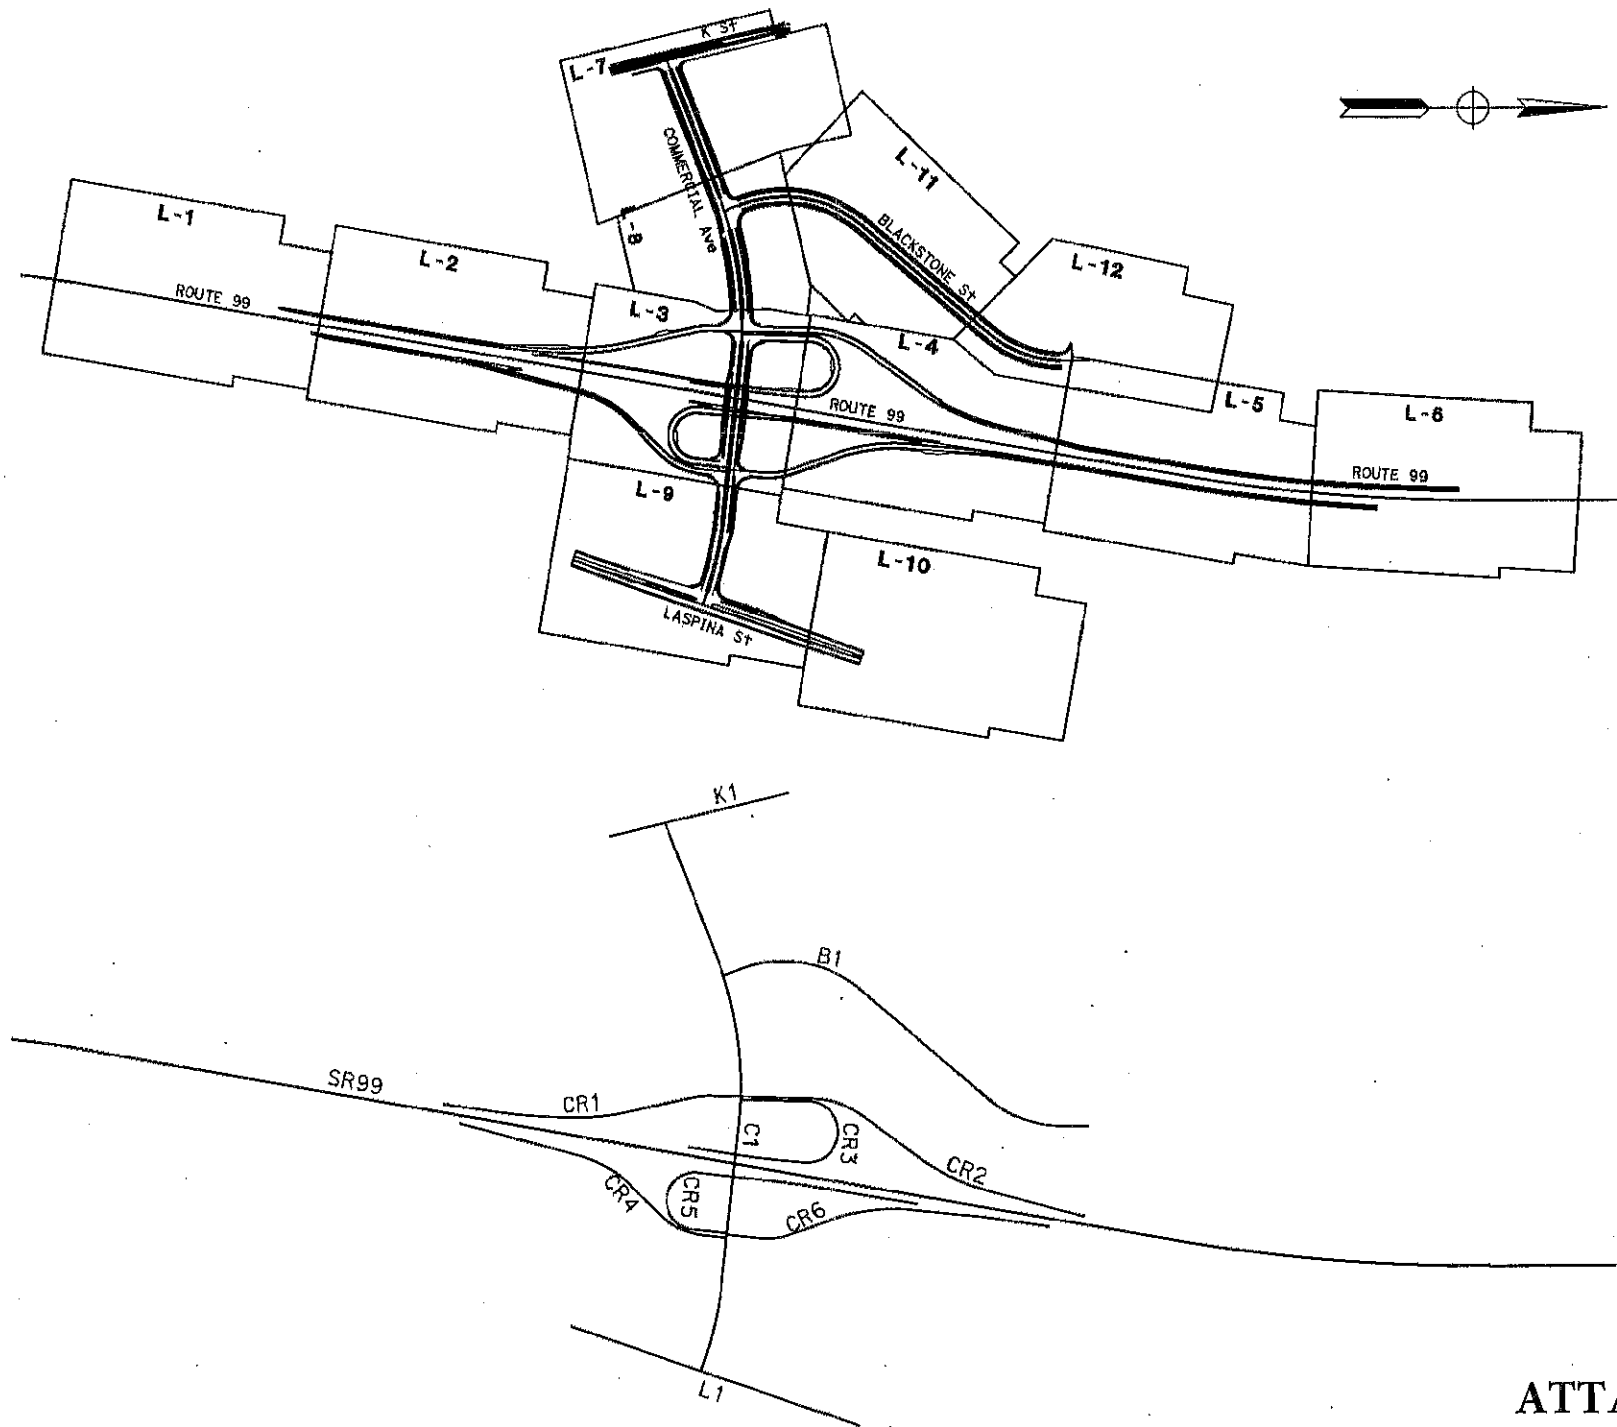 K St
L-7
COMMERCIAL Ave
L-11
L-1
L-8
BLACKSTONE St
L-2
L-12
ROUTE 99
L-3
L-4
ROUTE 99
L-5
L-6
ROUTE 99
L-9
L-10
LASPINA St
K1
B1
SR99
CR1
C1
CR3
CR2
CR4
CR5
CR6
L1
ATTA